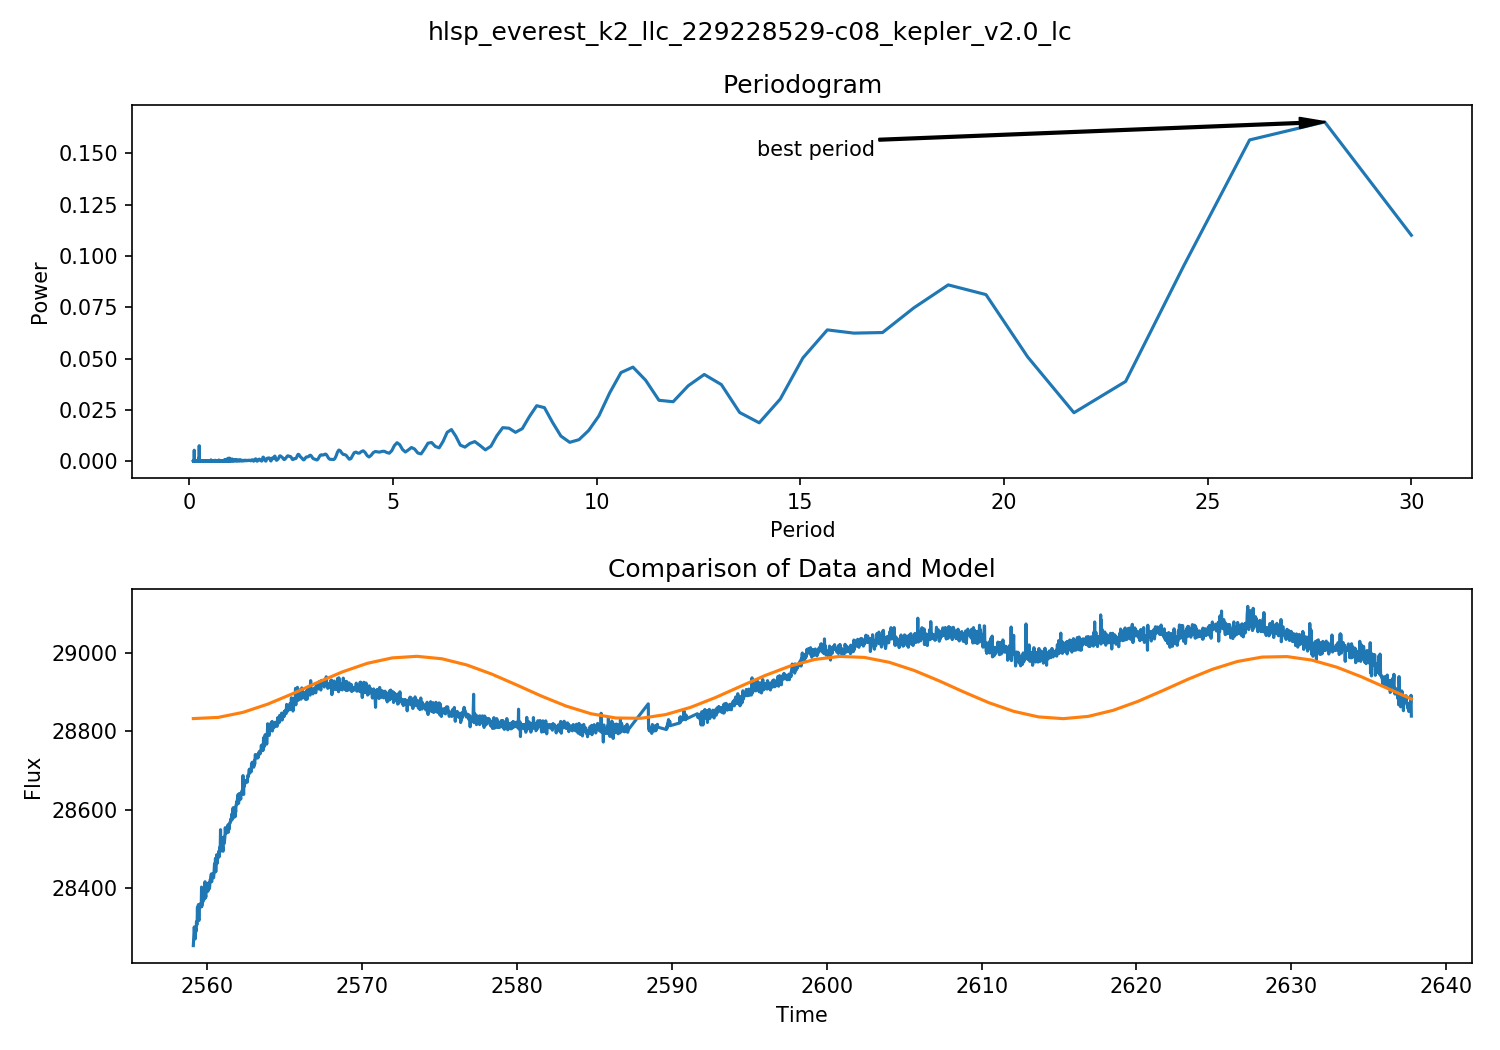 hlsp_everest_k2_llc_229228529-c08_kepler_v2.0_lc
Periodogram
best period
Power
0.150
0.125
0.100
0.075
0.050
0.025
0.000
0 5 10 15 20 25 30
Period
Comparison of Data and Model
Flux
29000
28800
28600
28400
2560 2570 2580 2590 2600 2610 2620 2630 2640
Time